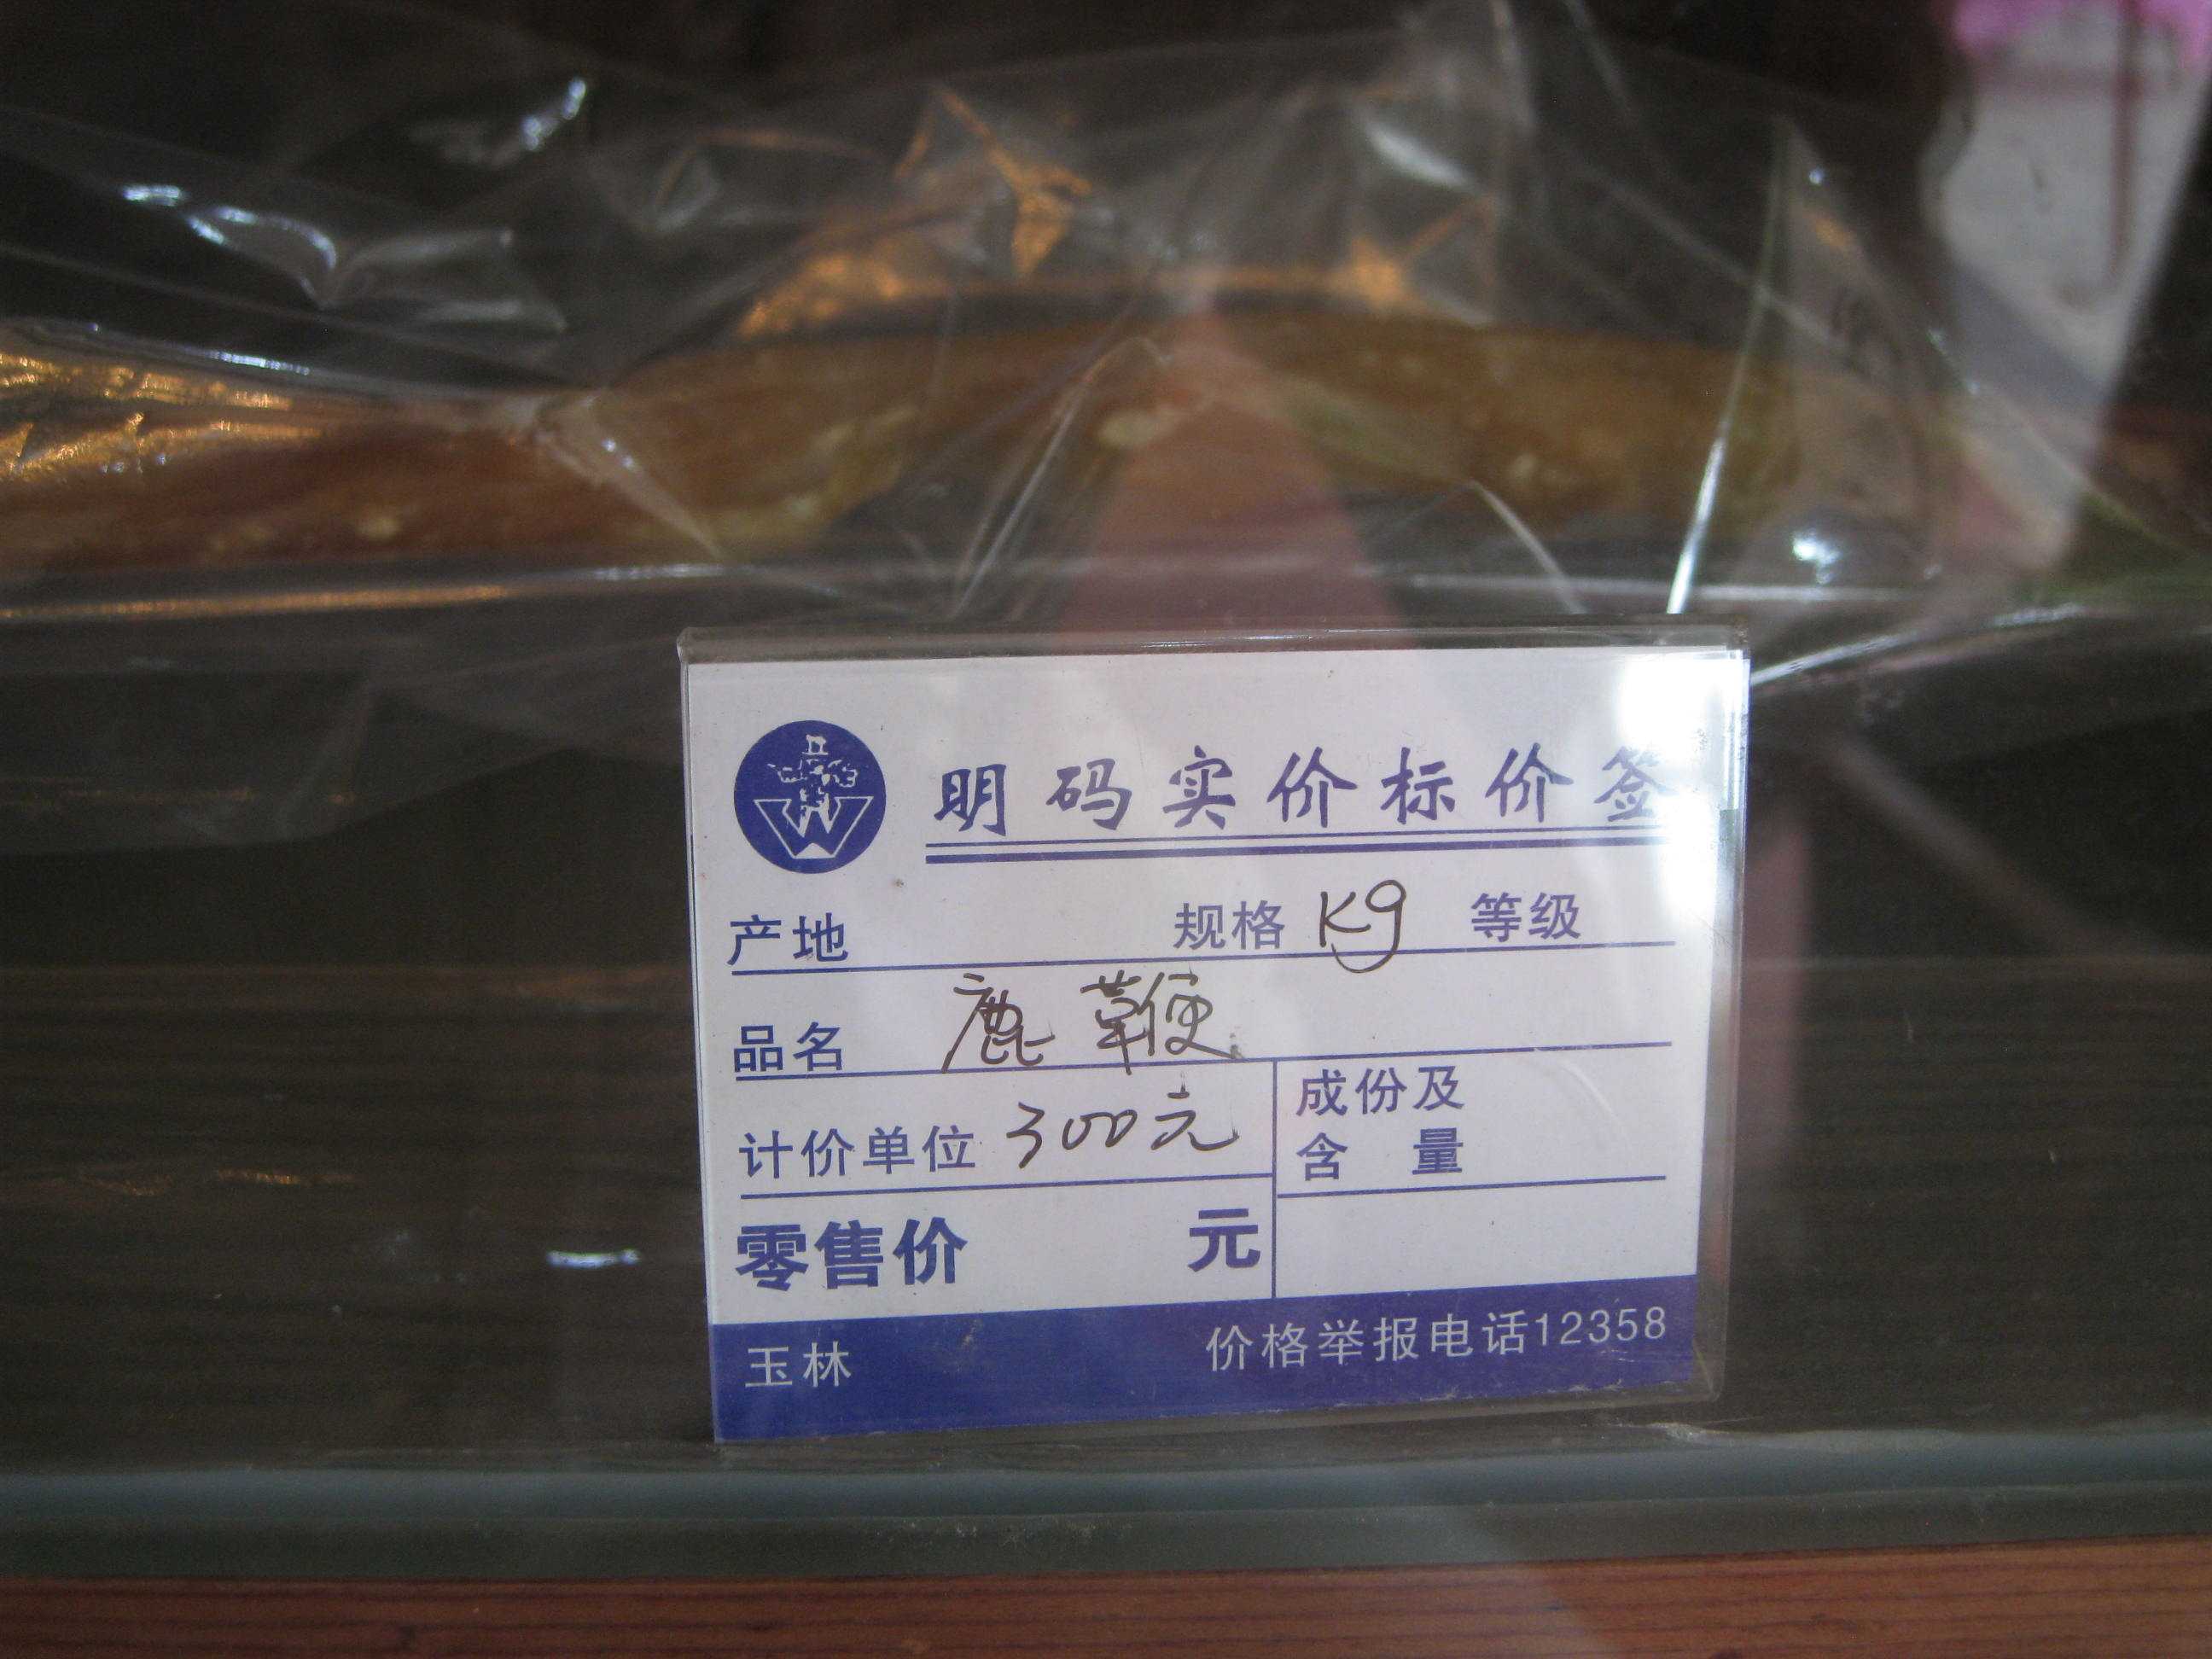 明码实价标价签
产地 规格 Kg 等级
品名 鹿鞭
计价单位 300元
成份及
含 量
零售价 元
玉林 价格举报电话12358